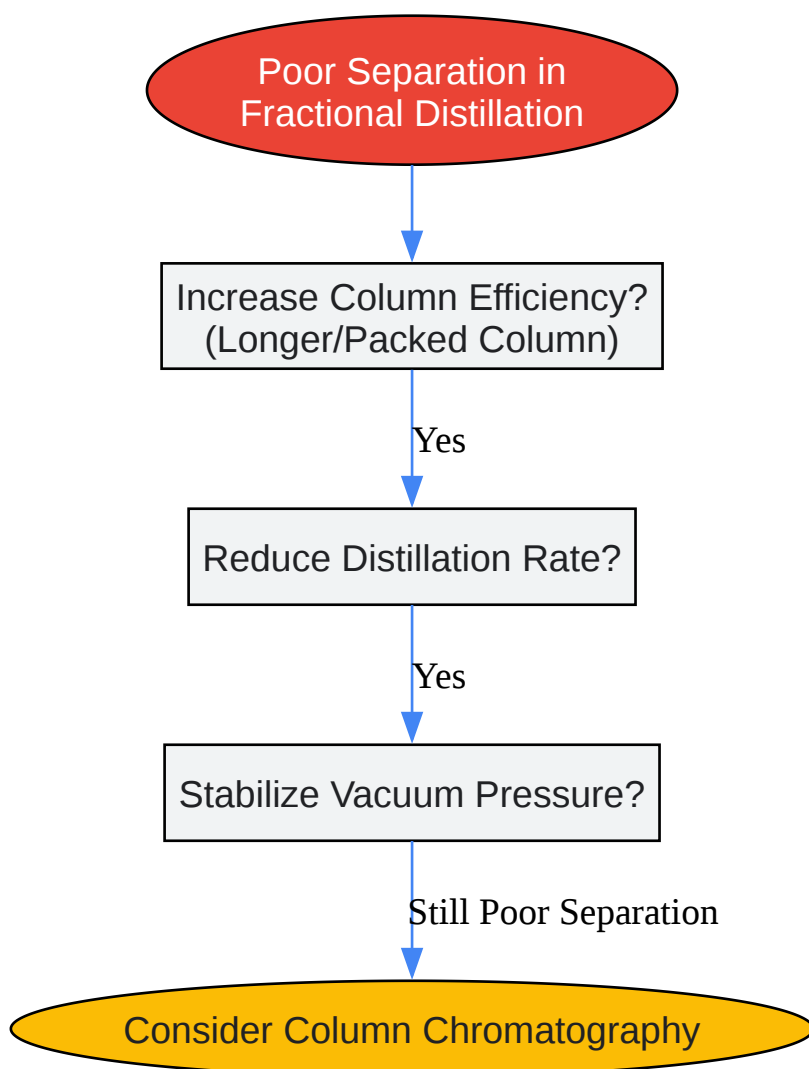 Poor Separation in
Fractional Distillation
Increase Column Efficiency?
(Longer/Packed Column)
Yes
Reduce Distillation Rate?
Yes
Stabilize Vacuum Pressure?
Still Poor Separation
Consider Column Chromatography